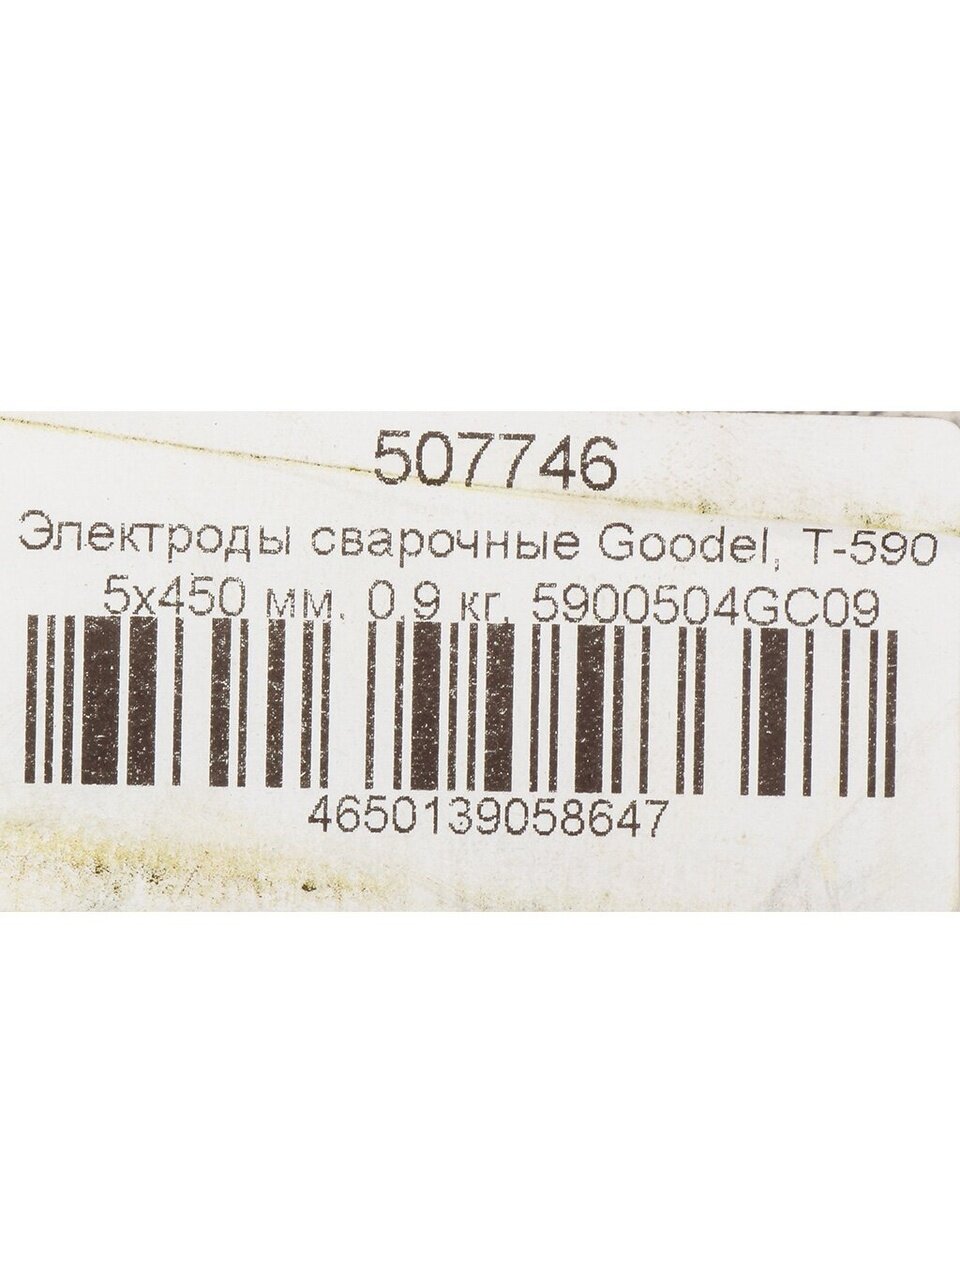 507746
Электроды сварочные Goodel, Т-590
5x450 мм, 0,9 кг, 5900504GC09
4650139058647